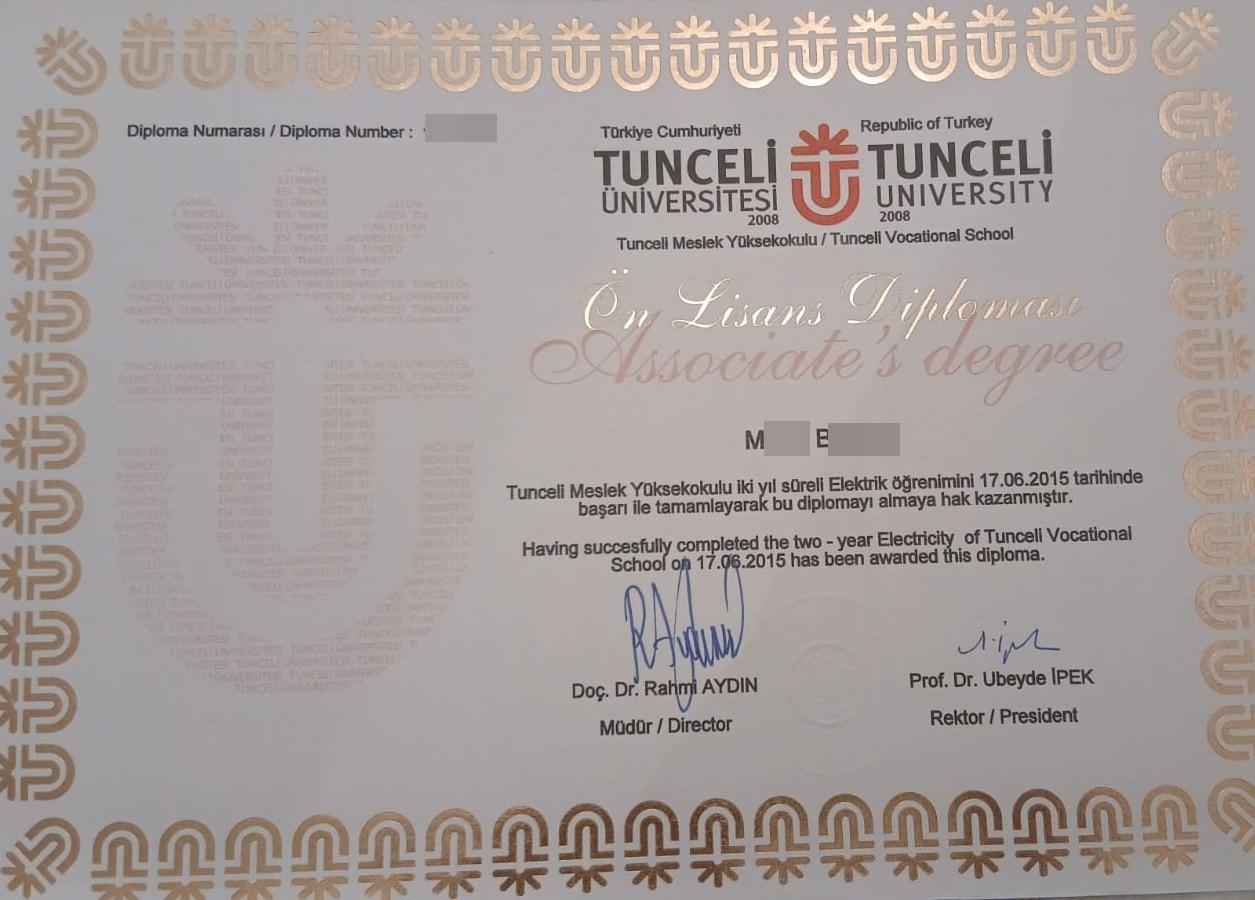 Diploma Numarası / Diploma Number :
Türkiye Cumhuriyeti
TUNCELİ
ÜNİVERSİTESİ
2008
Republic of Turkey
TUNCELİ
UNIVERSITY
2008
Tunceli Meslek Yüksekokulu / Tunceli Vocational School
Ön Lisans Diploması
Associate's degree
M B
Tunceli Meslek Yüksekokulu iki yıl süreli Elektrik öğrenimini 17.06.2015 tarihinde
başarı ile tamamlayarak bu diplomayı almaya hak kazanmıştır.
Having succesfully completed the two - year Electricity of Tunceli Vocational
School on 17.06.2015 has been awarded this diploma.
Doç. Dr. Rahmi AYDIN
Müdür / Director
Prof. Dr. Ubeyde İPEK
Rektor / President